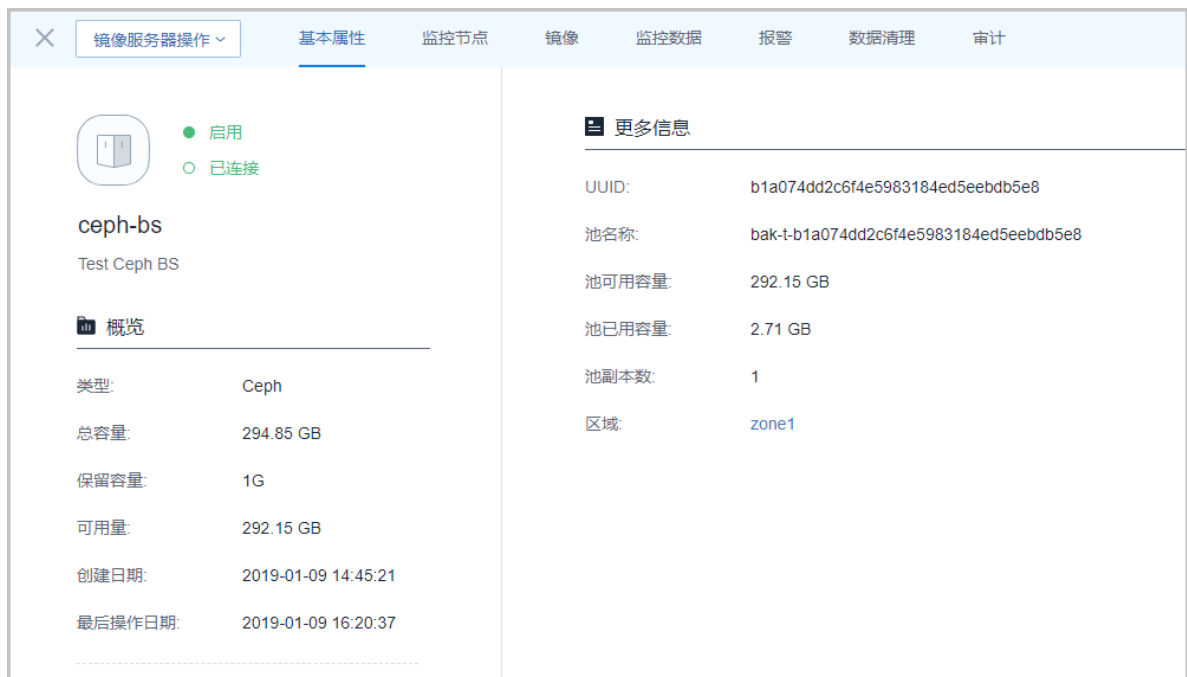 镜像服务器操作 基本属性 监控节点 镜像 监控数据 报警 数据清理 审计
启用
已连接
ceph-bs
Test Ceph BS
概览
类型: Ceph
总容量: 294.85 GB
保留容量: 1G
可用量: 292.15 GB
创建日期: 2019-01-09 14:45:21
最后操作日期: 2019-01-09 16:20:37
更多信息
UUID: b1a074dd2c6f4e5983184ed5eebdb5e8
池名称: bak-t-b1a074dd2c6f4e5983184ed5eebdb5e8
池可用容量: 292.15 GB
池已用容量: 2.71 GB
池副本数: 1
区域: zone1